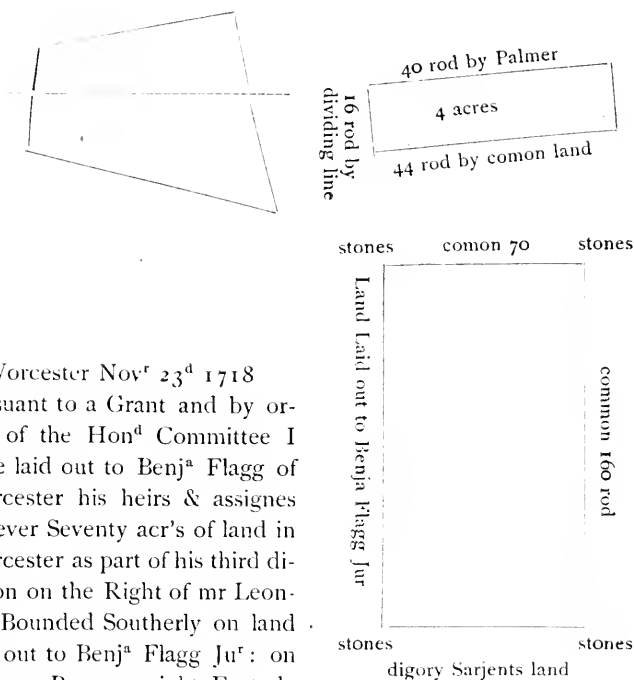 40 rod by Palmer
16 rod by
dividing line
4 acres
44 rod by comon land
stones comon 70 stones
Land Laid out to Benja Flagg Jur
common 160 rod
stones stones
digory Sarjents land
Vorcester Novʳ 23ᵈ 1718
suant to a Grant and by or-
of the Honᵈ Committee I
e laid out to Benjᵃ Flagg of
rcester his heirs & assignes
ever Seventy acr's of land in
rcester as part of his third di-
on on the Right of mr Leon-
Bounded Southerly on land
out to Benjᵃ Flagg Juʳ: on